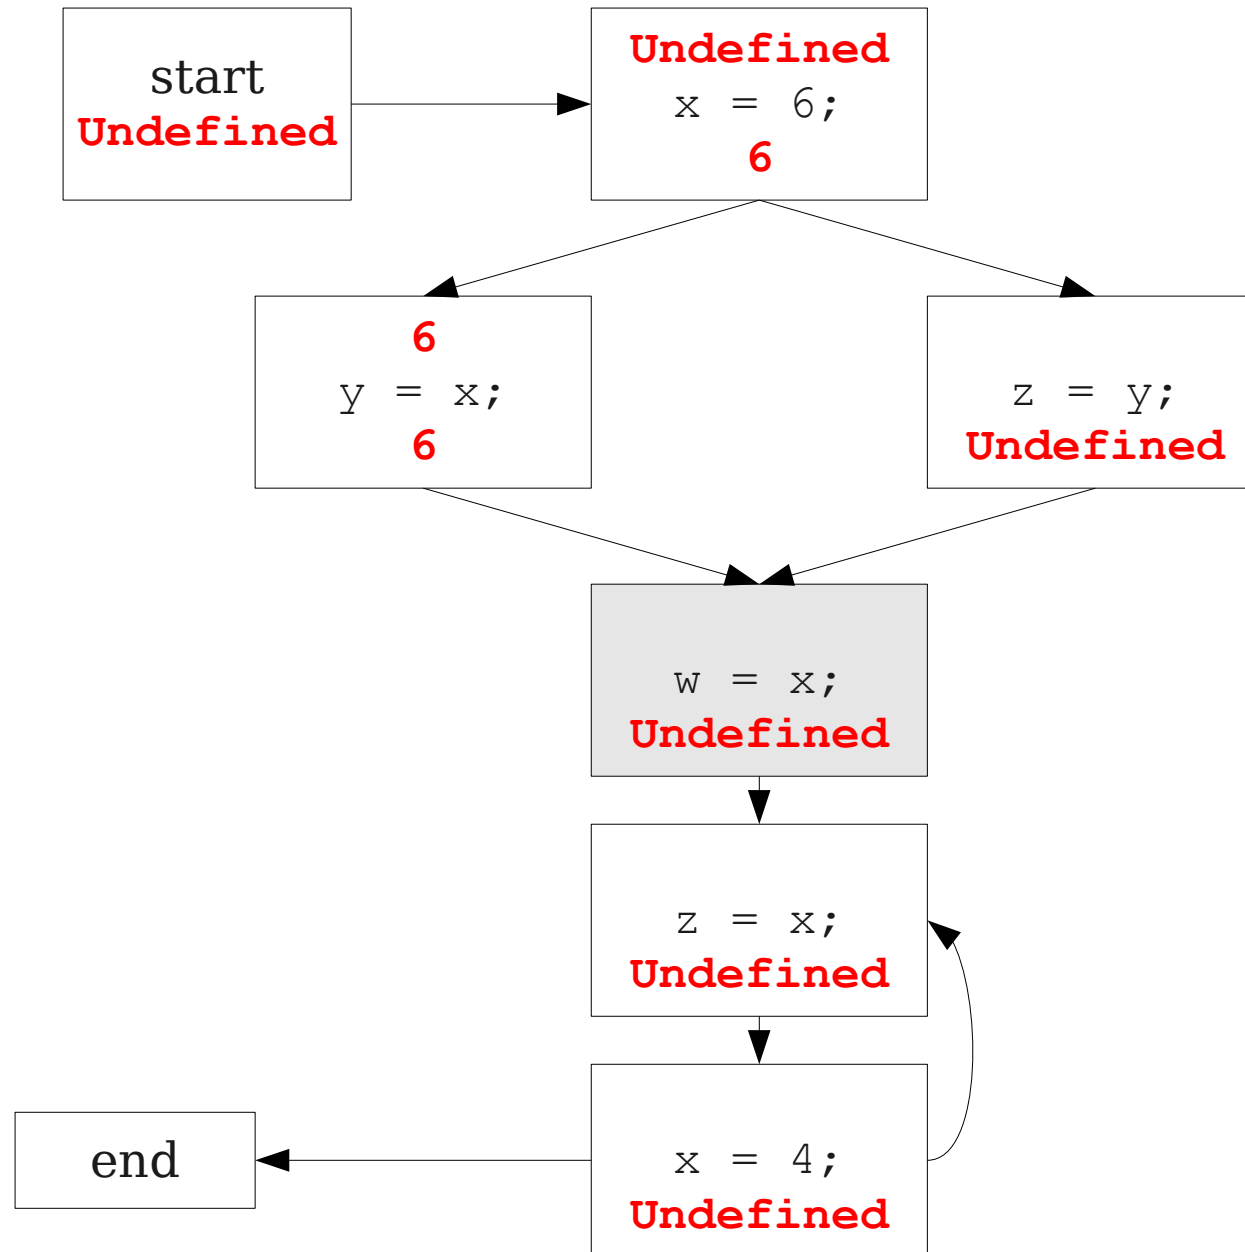 start
Undefined
Undefined
x = 6;
6
6
y = x;
6
z = y;
Undefined
w = x;
Undefined
z = x;
Undefined
x = 4;
Undefined
end